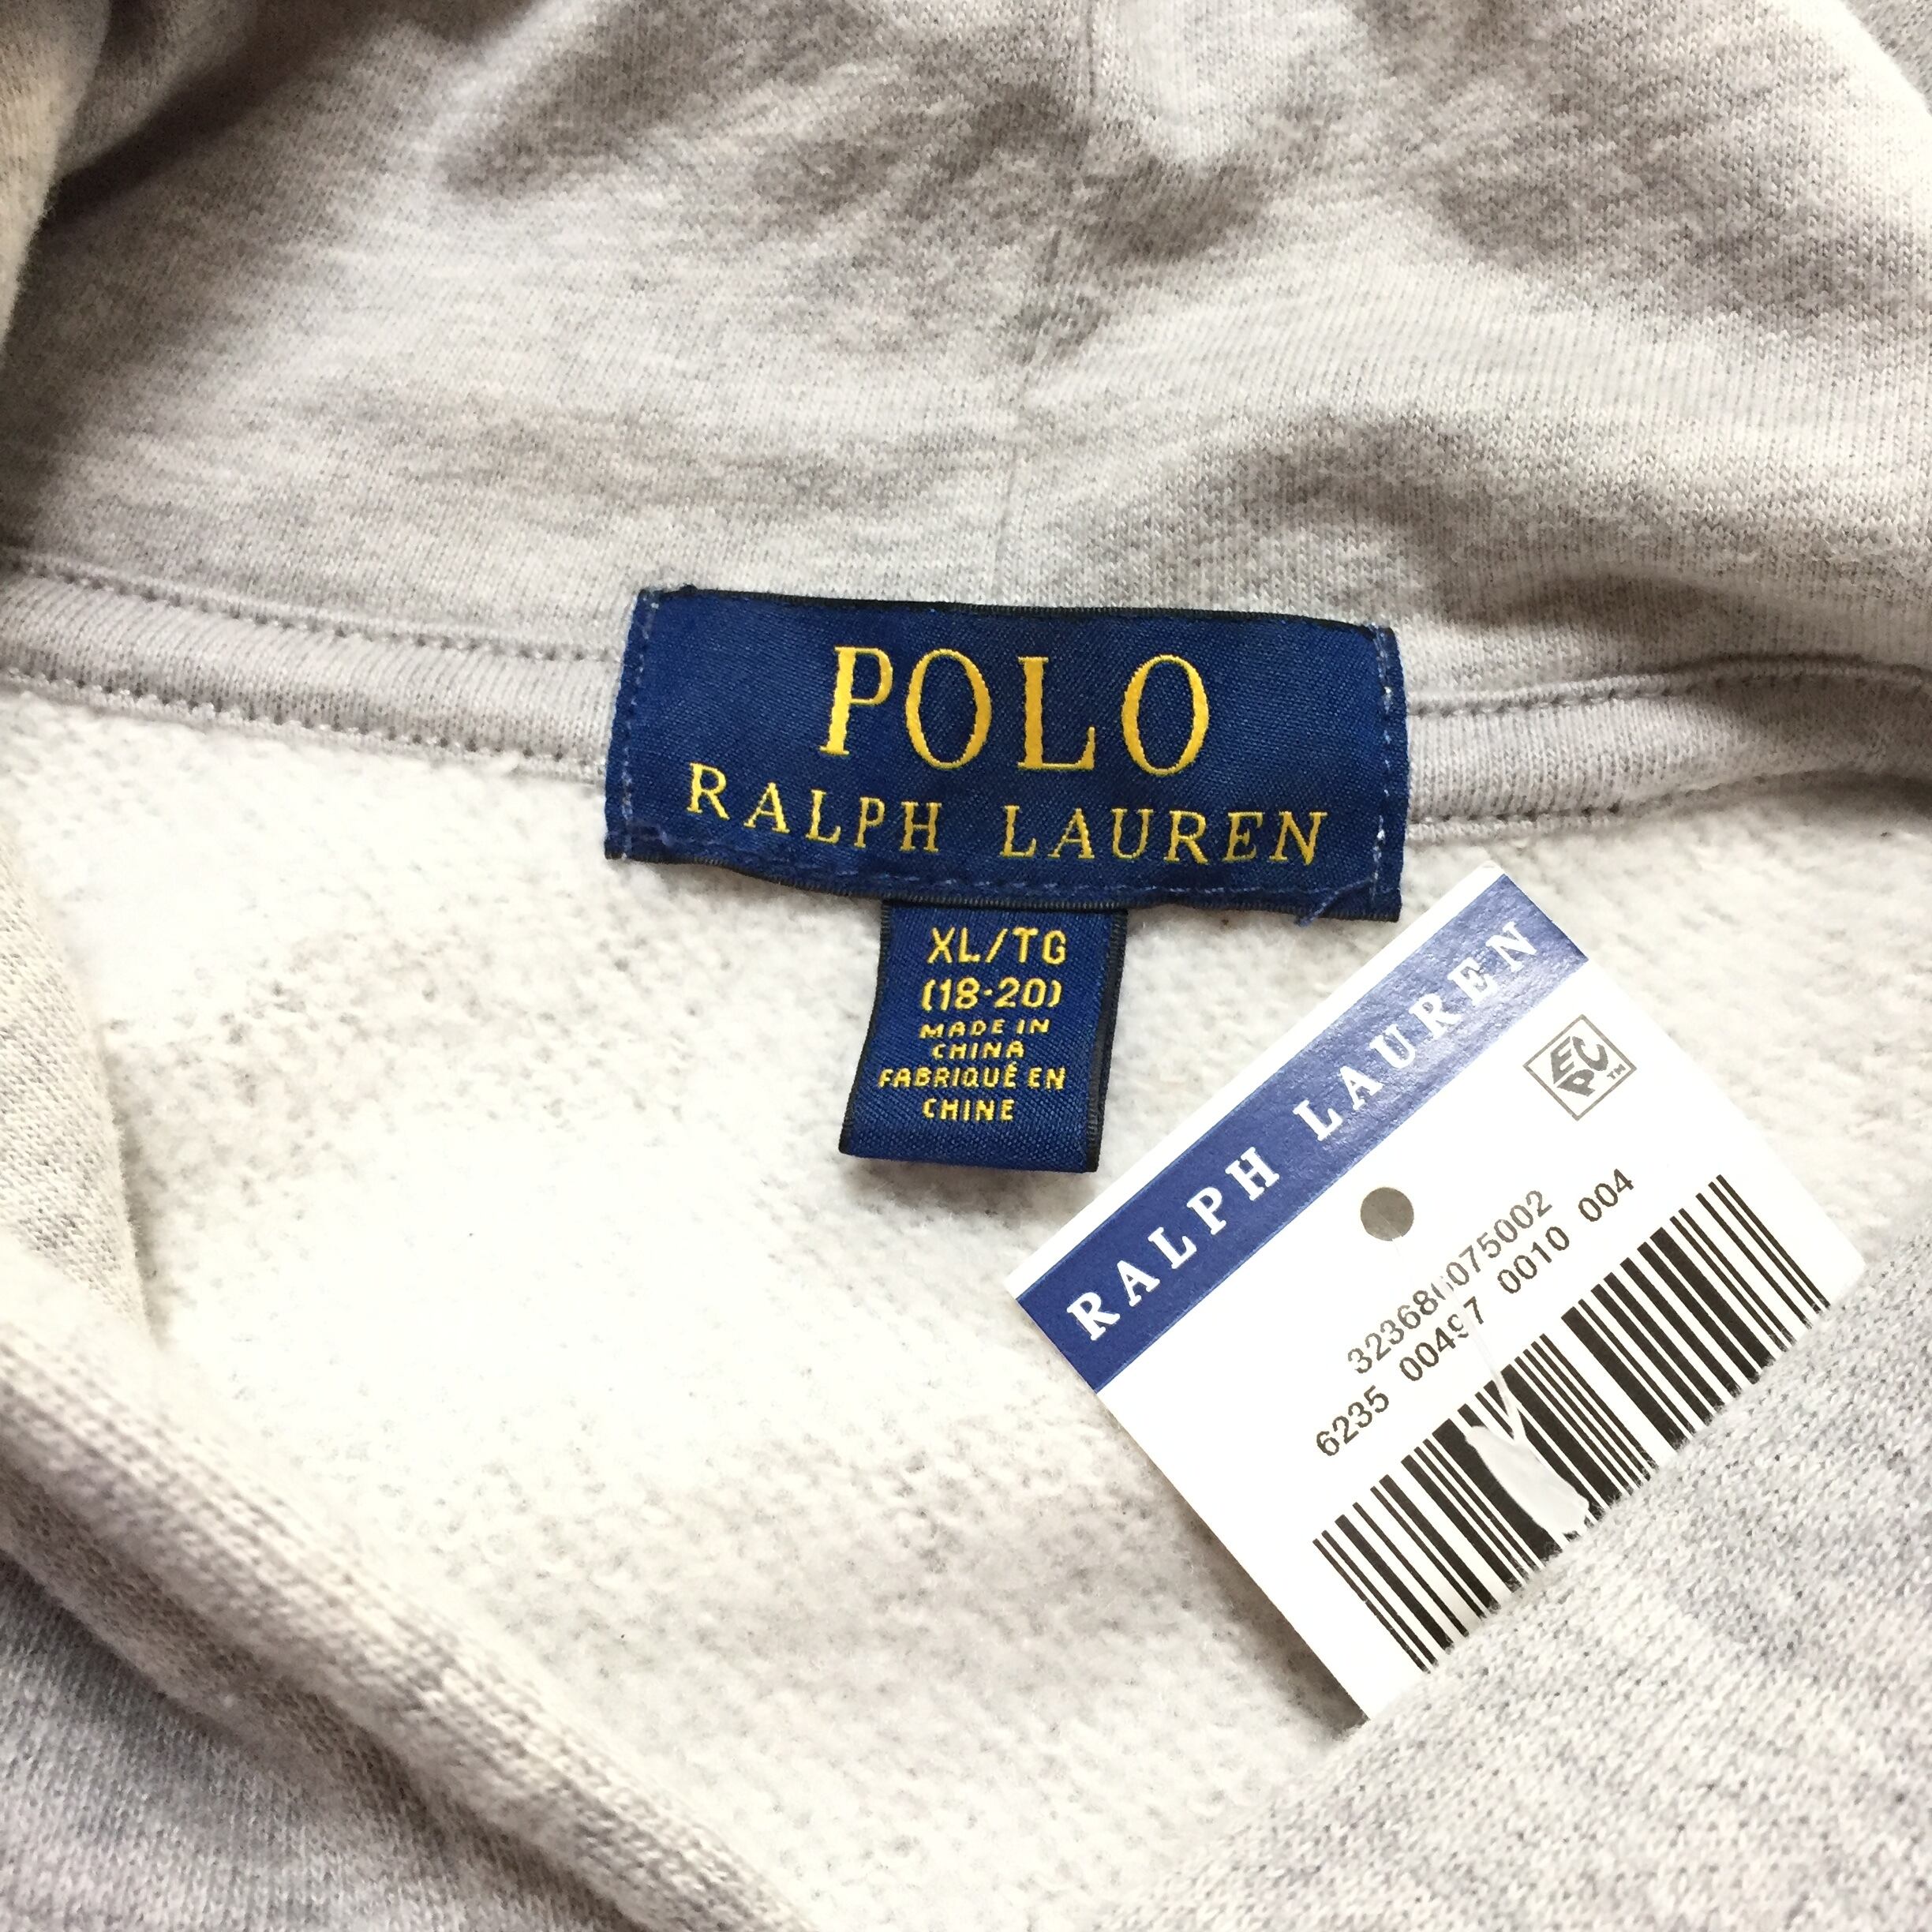 POLO
RALPH LAUREN
XL/TG
(18-20)
MADE IN
CHINA
FABRIQUÉ EN
CHINE
RALPH LAUREN
EPC™
6235 00497 0010 004